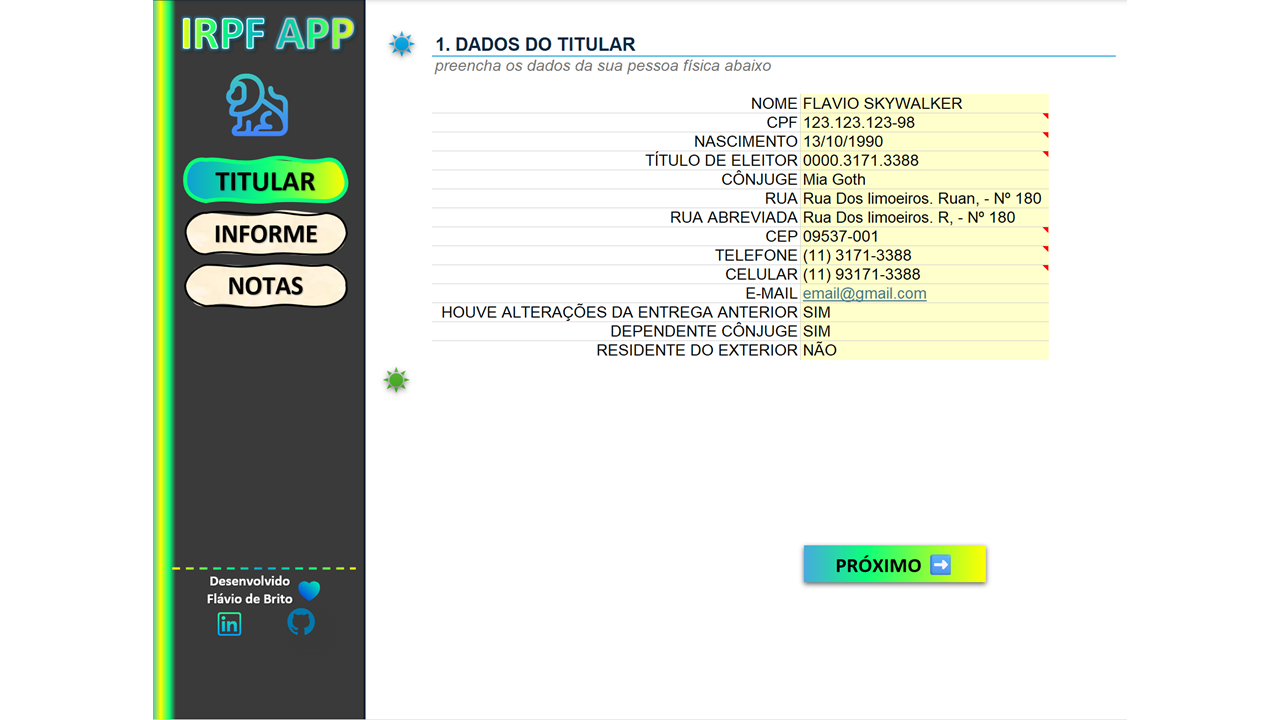 IRPF APP
TITULAR
INFORME
NOTAS
Desenvolvido
Flávio de Brito
in
1. DADOS DO TITULAR
preencha os dados da sua pessoa física abaixo
NOME FLAVIO SKYWALKER
CPF 123.123.123-98
NASCIMENTO 13/10/1990
TÍTULO DE ELEITOR 0000.3171.3388
CÔNJUGE Mia Goth
RUA Rua Dos limoeiros. Ruan, - Nº 180
RUA ABREVIADA Rua Dos limoeiros. R, - Nº 180
CEP 09537-001
TELEFONE (11) 3171-3388
CELULAR (11) 93171-3388
E-MAIL email@gmail.com
HOUVE ALTERAÇÕES DA ENTREGA ANTERIOR SIM
DEPENDENTE CÔNJUGE SIM
RESIDENTE DO EXTERIOR NÃO
PRÓXIMO ➡